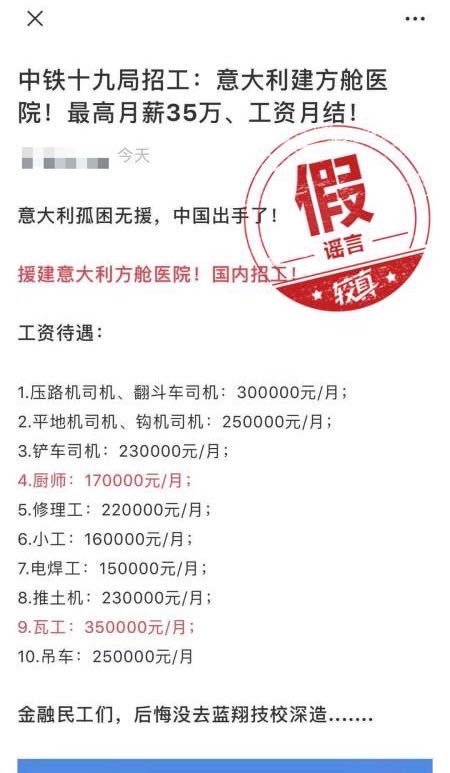 中铁十九局招工：意大利建方舱医
院！最高月薪35万、工资月结！
今天
假
谣言
较真
意大利孤困无援，中国出手了！
援建意大利方舱医院！国内招工！
工资待遇：
1.压路机司机、翻斗车司机：300000元/月；
2.平地机司机、钩机司机：250000元/月；
3.铲车司机：230000元/月；
4.厨师：170000元/月；
5.修理工：220000元/月；
6.小工：160000元/月；
7.电焊工：150000元/月；
8.推土机：230000元/月；
9.瓦工：350000元/月；
10.吊车：250000元/月
金融民工们，后悔没去蓝翔技校深造.......